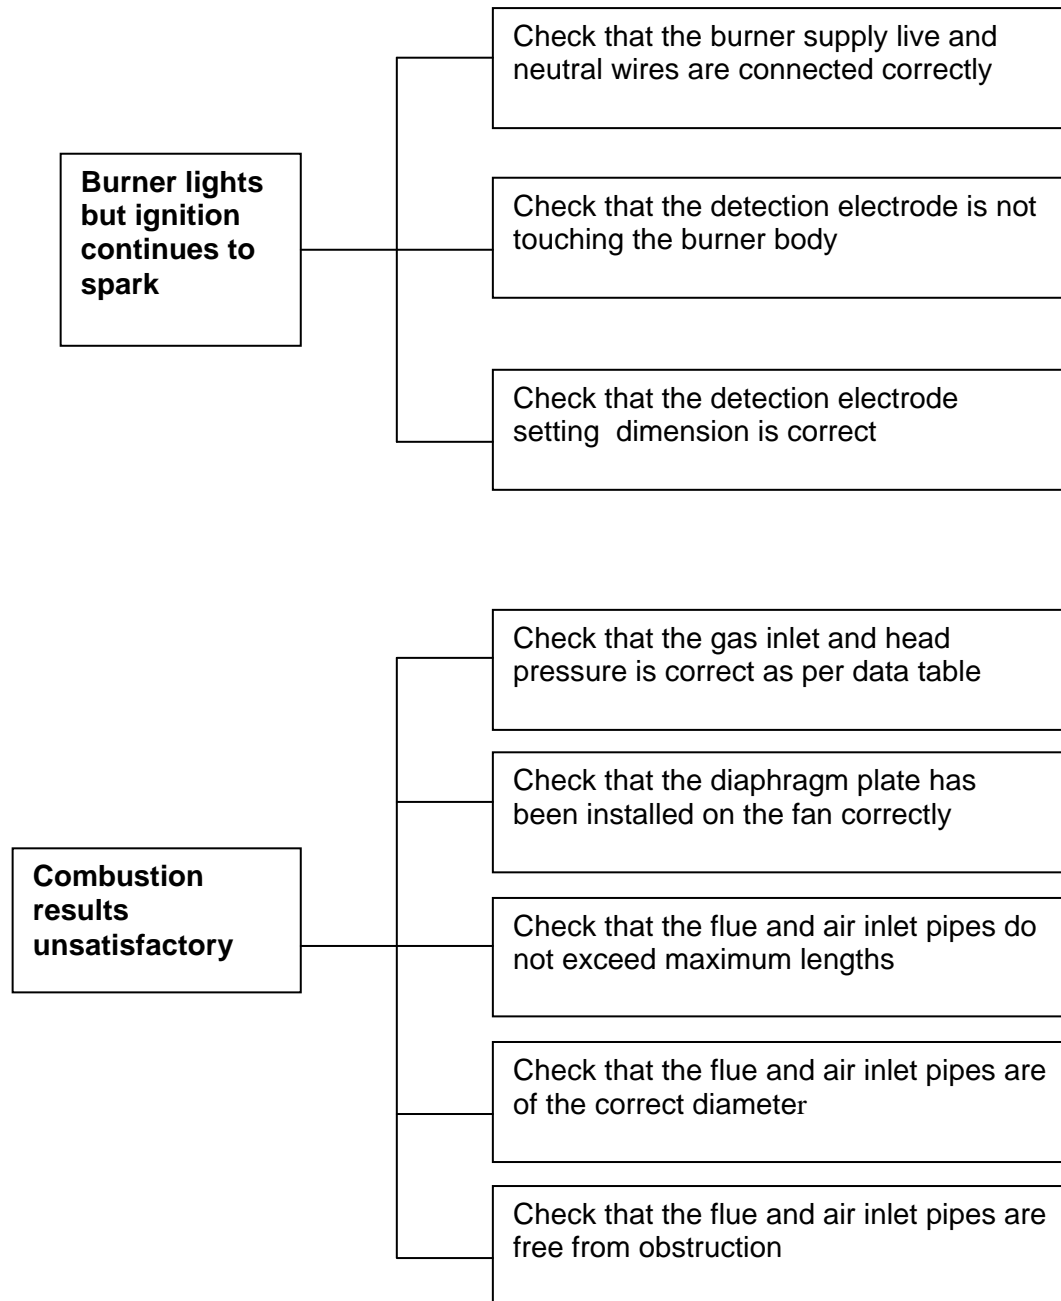 Check that the burner supply live and
neutral wires are connected correctly
Burner lights
but ignition
continues to
spark
Check that the detection electrode is not
touching the burner body
Check that the detection electrode
setting  dimension is correct
Check that the gas inlet and head
pressure is correct as per data table
Check that the diaphragm plate has
been installed on the fan correctly
Combustion
results
unsatisfactory
Check that the flue and air inlet pipes do
not exceed maximum lengths
Check that the flue and air inlet pipes are
of the correct diameter
Check that the flue and air inlet pipes are
free from obstruction